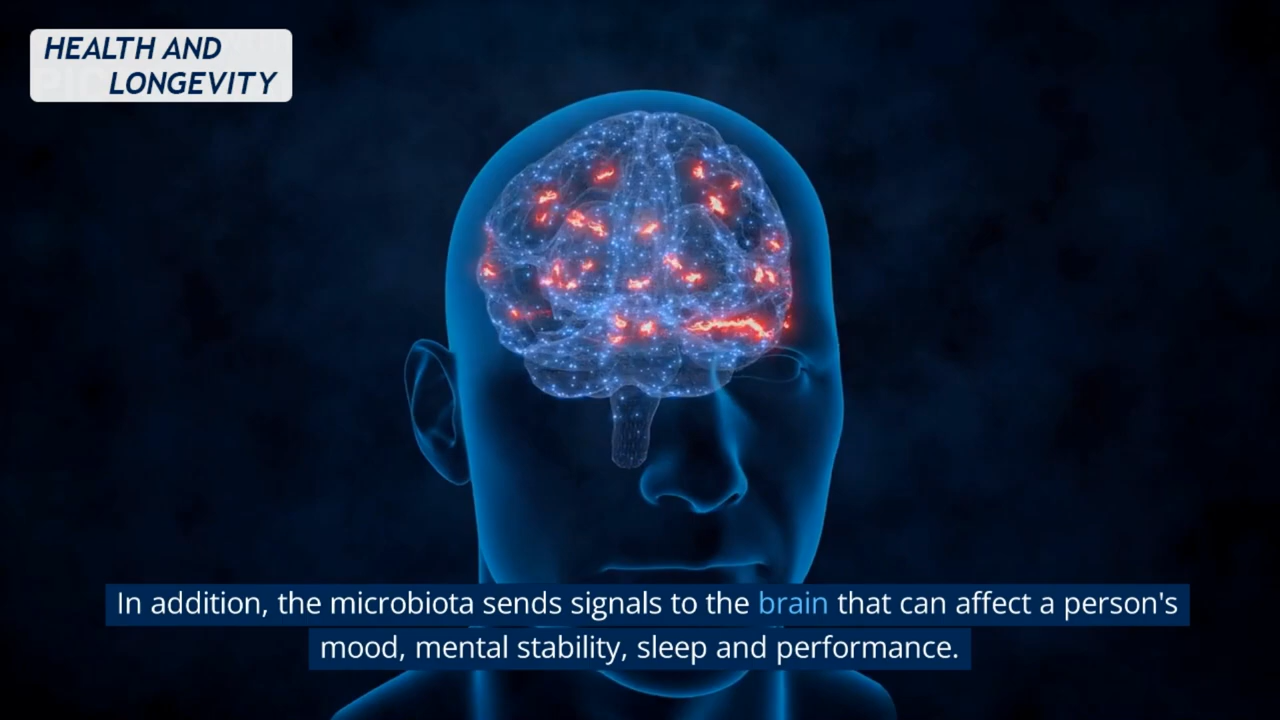 HEALTH AND
LONGEVITY
In addition, the microbiota sends signals to the brain that can affect a person's
mood, mental stability, sleep and performance.